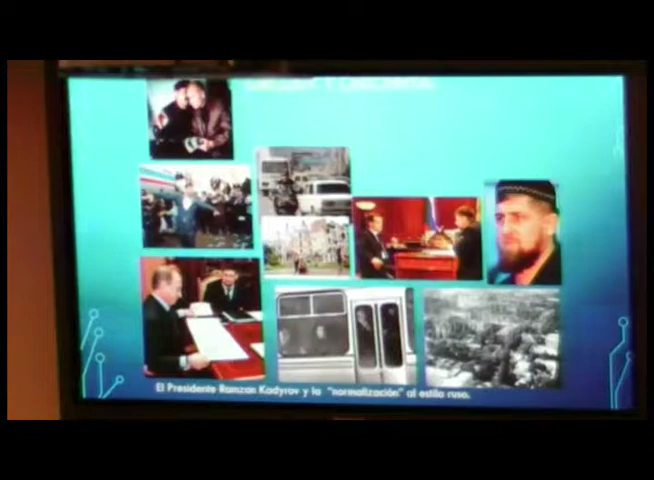 El Presidente Ramzan Kadyrov y la "normalización" al estilo ruso.